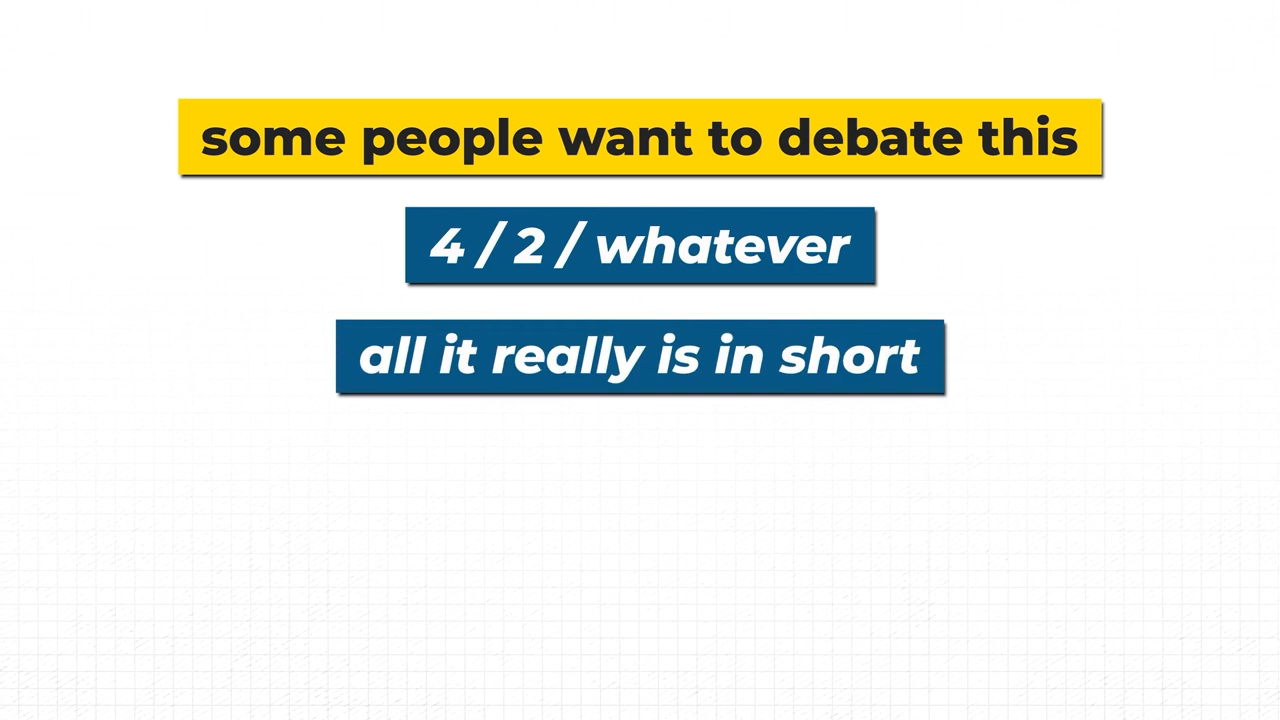 some people want to debate this
4 / 2 / whatever
all it really is in short